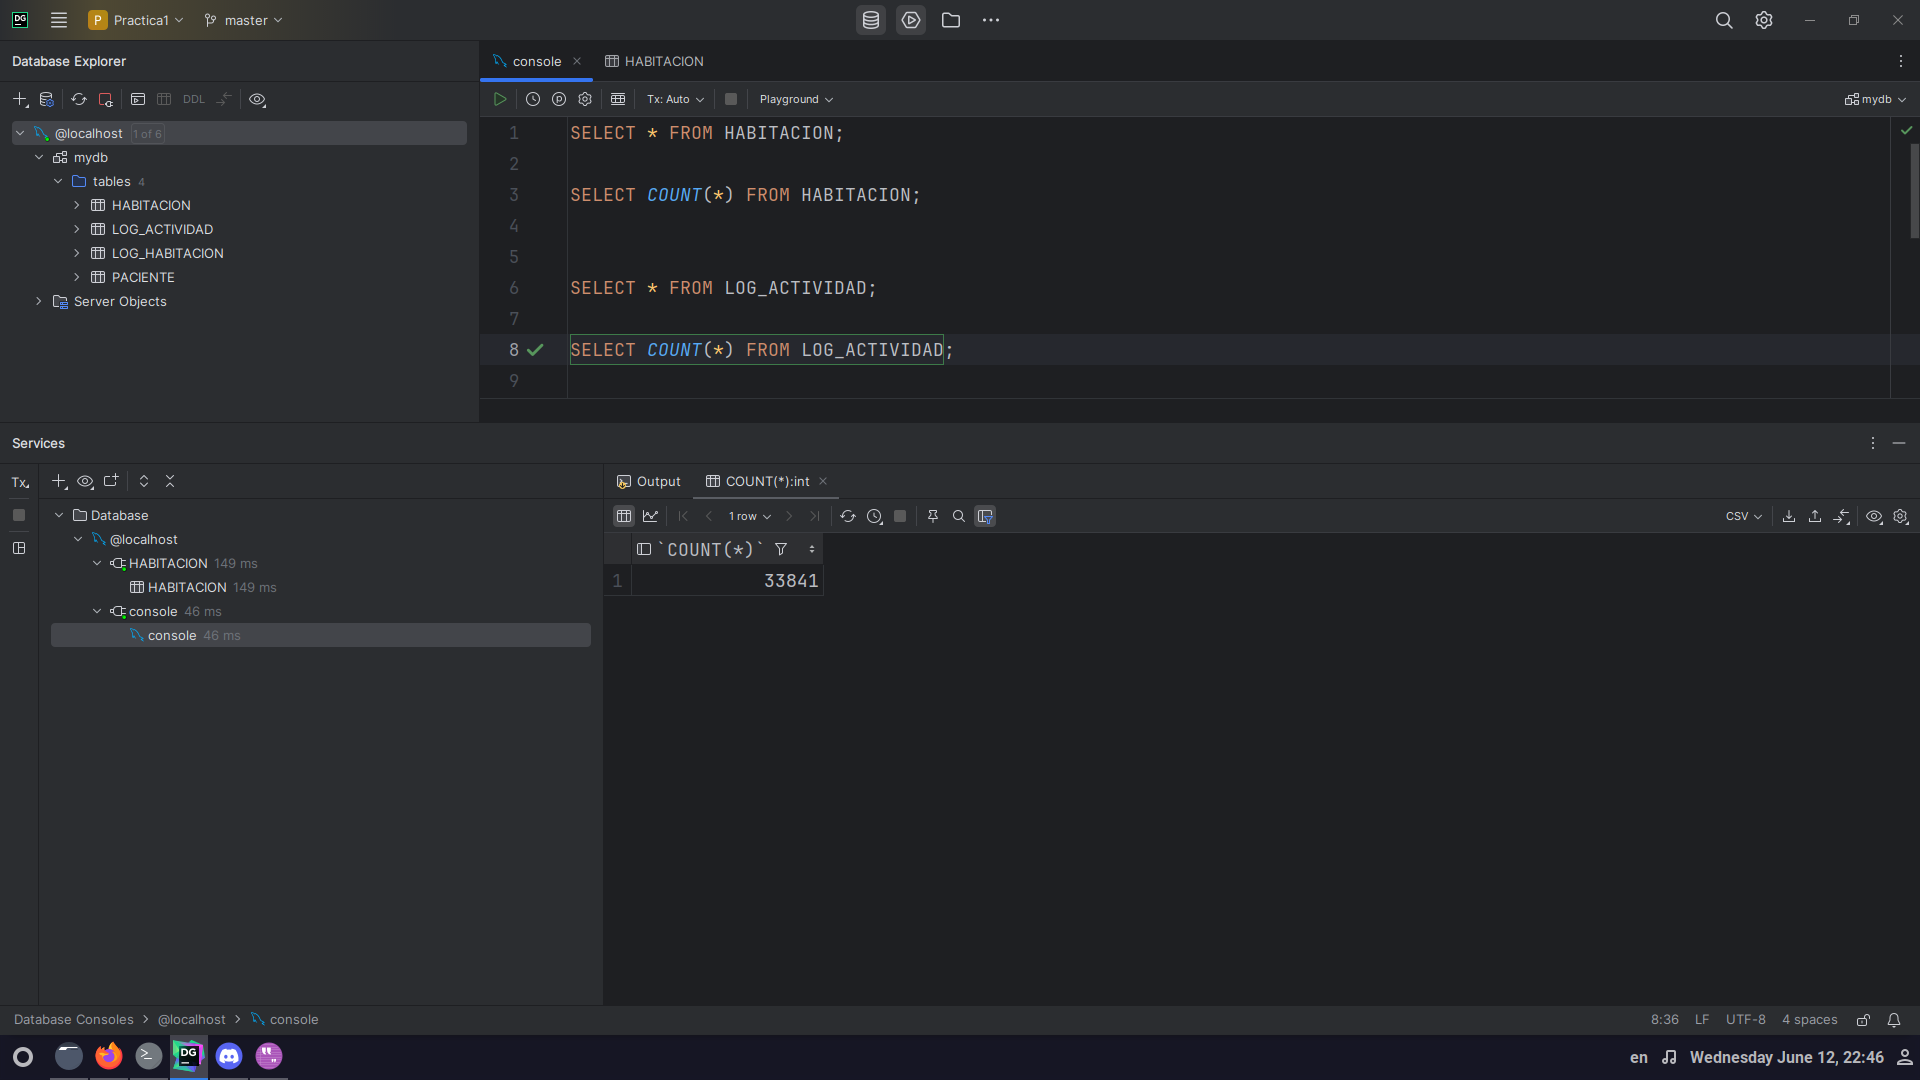 DG P Practica1 master
Database Explorer
DDL
@localhost 1 of 6
mydb
tables 4
HABITACION
LOG_ACTIVIDAD
LOG_HABITACION
PACIENTE
Server Objects
console HABITACION
Tx: Auto Playground mydb
1 SELECT * FROM HABITACION;
2
3 SELECT COUNT(*) FROM HABITACION;
4
5
6 SELECT * FROM LOG_ACTIVIDAD;
7
8 SELECT COUNT(*) FROM LOG_ACTIVIDAD;
9
Services
Tx
Database
@localhost
HABITACION 149 ms
HABITACION 149 ms
console 46 ms
console 46 ms
Output COUNT(*):int
1 row CSV
`COUNT(*)`
1 33841
Database Consoles > @localhost > console
8:36 LF UTF-8 4 spaces
DG
en Wednesday June 12, 22:46